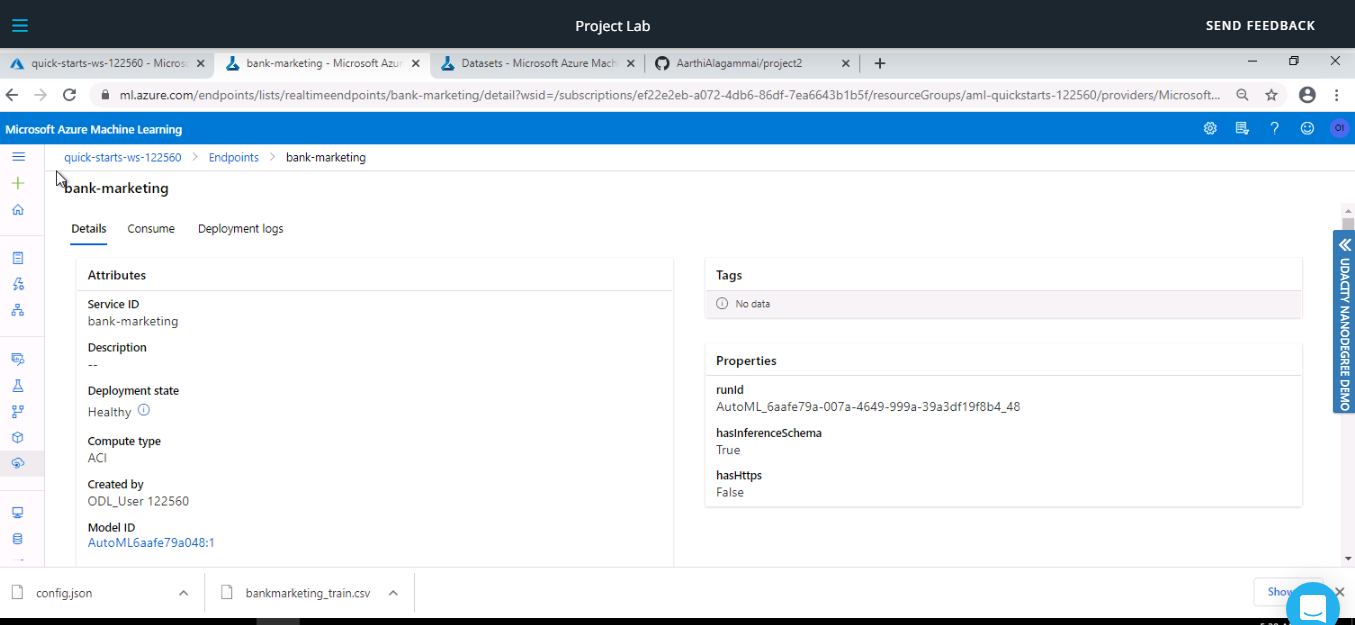 Project Lab
SEND FEEDBACK
quick-starts-ws-122560 - Micros
bank-marketing - Microsoft Azur
Datasets - Microsoft Azure Mach
AarthiAlagammai/project2
ml.azure.com/endpoints/lists/realtimeendpoints/bank-marketing/detail?wsid=/subscriptions/ef22e2eb-a072-4db6-86df-7ea6643b1b5f/resourceGroups/aml-quickstarts-122560/providers/Microsoft...
Microsoft Azure Machine Learning
O1
quick-starts-ws-122560 > Endpoints > bank-marketing
bank-marketing
Details
Consume
Deployment logs
Attributes
Service ID
bank-marketing
Description
--
Deployment state
Healthy
Compute type
ACI
Created by
ODL_User 122560
Model ID
AutoML6aafe79a048:1
Tags
No data
Properties
runId
AutoML_6aafe79a-007a-4649-999a-39a3df19f8b4_48
hasInferenceSchema
True
hasHttps
False
UDACITY NANODEGREE DEMO
config.json
bankmarketing_train.csv
Show